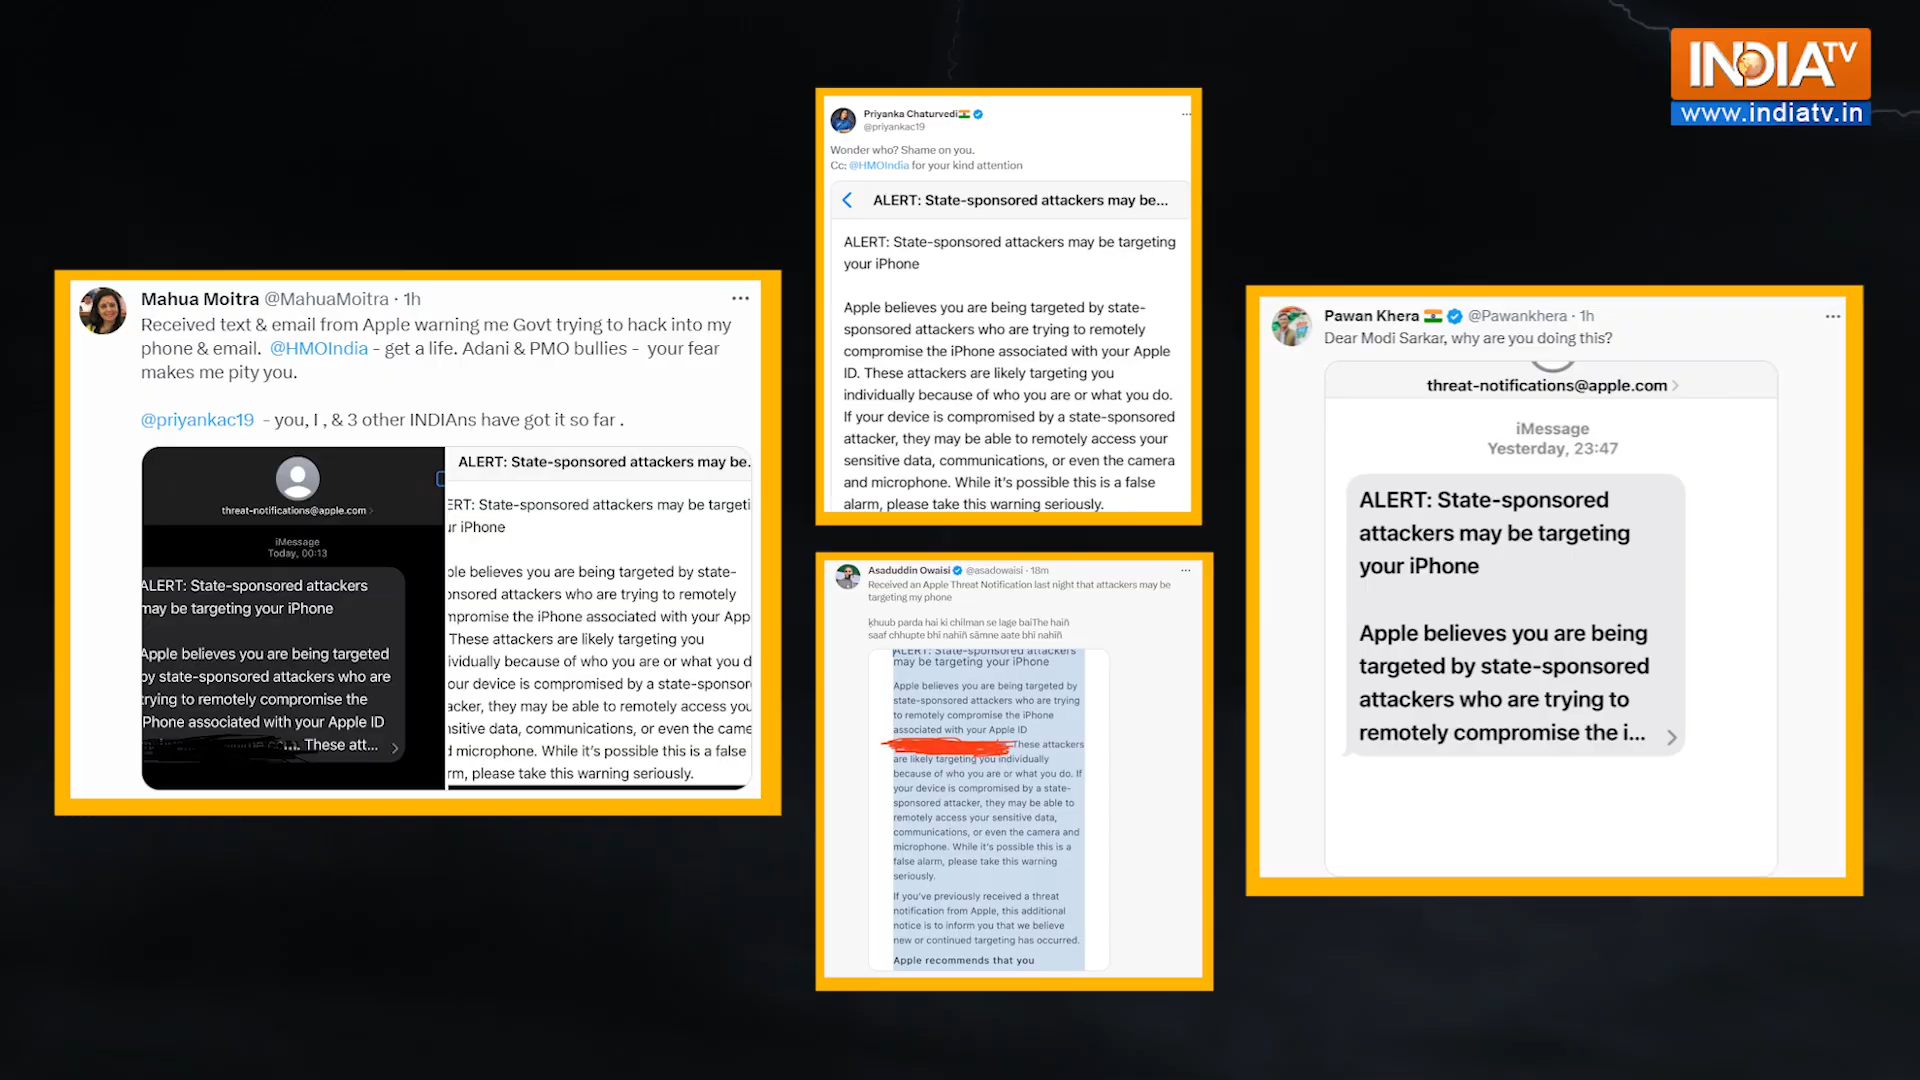 INDIA TV
www.indiatv.in
Mahua Moitra @MahuaMoitra · 1h
Received text & email from Apple warning me Govt trying to hack into my
phone & email. @HMOIndia - get a life. Adani & PMO bullies - your fear
makes me pity you.
@priyankac19 - you, I , & 3 other INDIAns have got it so far .
threat-notifications@apple.com
iMessage
Today, 00:13
ALERT: State-sponsored attackers
may be targeting your iPhone
Apple believes you are being targeted
by state-sponsored attackers who are
trying to remotely compromise the
iPhone associated with your Apple ID
.... These att...
ALERT: State-sponsored attackers may be.
ERT: State-sponsored attackers may be targeti
ur iPhone
ple believes you are being targeted by state-
onsored attackers who are trying to remotely
mpromise the iPhone associated with your App
These attackers are likely targeting you
ividually because of who you are or what you d
our device is compromised by a state-sponsor
acker, they may be able to remotely access you
sitive data, communications, or even the came
d microphone. While it's possible this is a false
rm, please take this warning seriously.
Priyanka Chaturvedi
@priyankac19
Wonder who? Shame on you.
Cc: @HMOIndia for your kind attention
ALERT: State-sponsored attackers may be...
ALERT: State-sponsored attackers may be targeting
your iPhone
Apple believes you are being targeted by state-
sponsored attackers who are trying to remotely
compromise the iPhone associated with your Apple
ID. These attackers are likely targeting you
individually because of who you are or what you do.
If your device is compromised by a state-sponsored
attacker, they may be able to remotely access your
sensitive data, communications, or even the camera
and microphone. While it's possible this is a false
alarm, please take this warning seriously.
Asaduddin Owaisi @asadowaisi · 18m
Received an Apple Threat Notification last night that attackers may be
targeting my phone
ḳhuub parda hai ki chilman se lage baiThe haiñ
saaf chhupte bhī nahīñ sāmne aate bhī nahīñ
ALERT: State-sponsored attackers
may be targeting your iPhone
Apple believes you are being targeted by
state-sponsored attackers who are trying
to remotely compromise the iPhone
associated with your Apple ID
These attackers
are likely targeting you individually
because of who you are or what you do. If
your device is compromised by a state-
sponsored attacker, they may be able to
remotely access your sensitive data,
communications, or even the camera and
microphone. While it's possible this is a
false alarm, please take this warning
seriously.
If you've previously received a threat
notification from Apple, this additional
notice is to inform you that we believe
new or continued targeting has occurred.
Apple recommends that you
Pawan Khera @Pawankhera · 1h
Dear Modi Sarkar, why are you doing this?
threat-notifications@apple.com
iMessage
Yesterday, 23:47
ALERT: State-sponsored
attackers may be targeting
your iPhone
Apple believes you are being
targeted by state-sponsored
attackers who are trying to
remotely compromise the i...